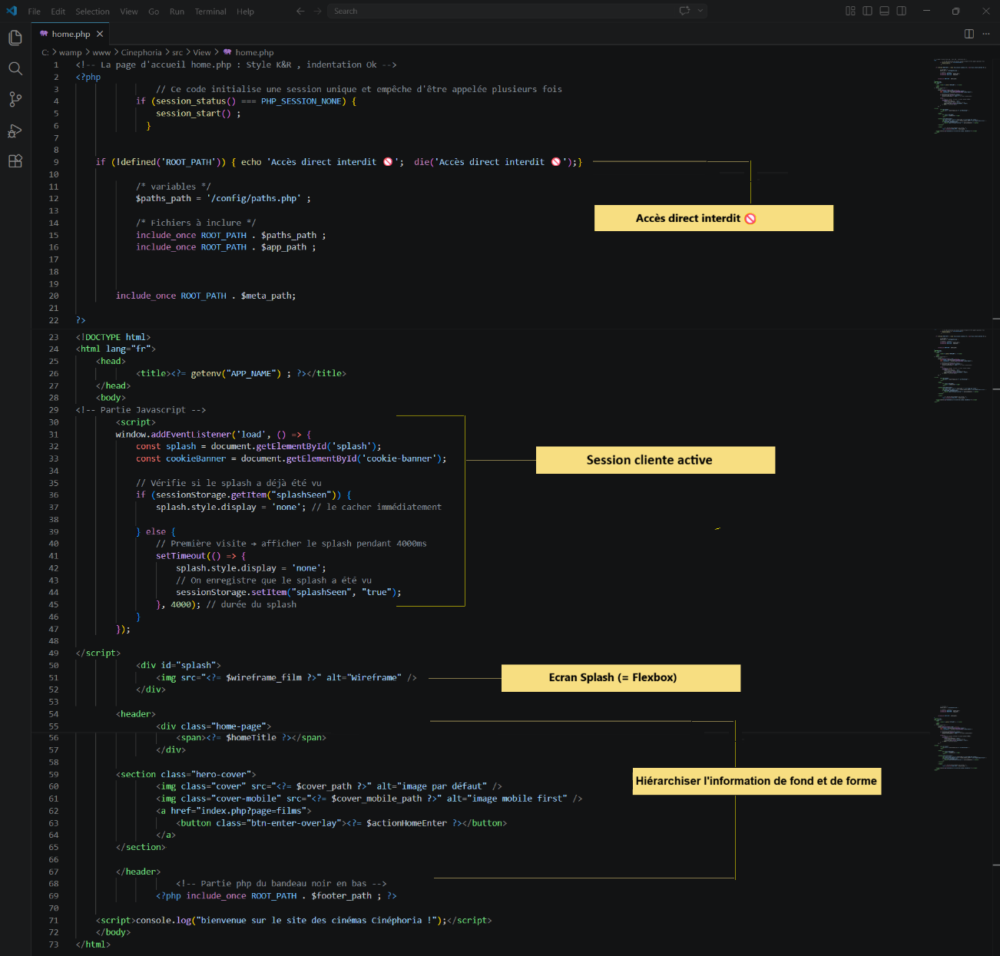 File Edit Selection View Go Run Terminal Help Search
home.php
C: > wamp > www > Cinephoria > src > View > home.php
1 <!-- La page d'accueil home.php : Style K&R , indentation Ok -->
2 <?php
3 // Ce code initialise une session unique et empêche d'être appelée plusieurs fois
4 if (session_status() === PHP_SESSION_NONE) {
5 session_start() ;
6 }
7
8
9 if (!defined('ROOT_PATH')) { echo 'Accès direct interdit 🚫'; die('Accès direct interdit 🚫');}
10
11 /* variables */
12 $paths_path = '/config/paths.php' ;
13
Accès direct interdit 🚫
14 /* Fichiers à inclure */
15 include_once ROOT_PATH . $paths_path ;
16 include_once ROOT_PATH . $app_path ;
17
18
19
20 include_once ROOT_PATH . $meta_path;
21
22 ?>
23 <!DOCTYPE html>
24 <html lang="fr">
25 <head>
26 <title><?= getenv("APP_NAME") ; ?></title>
27 </head>
28 <body>
29 <!-- Partie Javascript -->
30 <script>
31 window.addEventListener('load', () => {
32 const splash = document.getElementById('splash');
33 const cookieBanner = document.getElementById('cookie-banner');
Session cliente active
34
35 // Vérifie si le splash a déjà été vu
36 if (sessionStorage.getItem("splashSeen")) {
37 splash.style.display = 'none'; // le cacher immédiatement
38
39 } else {
40 // Première visite → afficher le splash pendant 4000ms
41 setTimeout(() => {
42 splash.style.display = 'none';
43 // On enregistre que le splash a été vu
44 sessionStorage.setItem("splashSeen", "true");
45 }, 4000); // durée du splash
46 }
47 });
48
49 </script>
50 <div id="splash">
51 <img src="<?= $wireframe_film ?>" alt="Wireframe" />
Ecran Splash (= Flexbox)
52 </div>
53
54 <header>
55 <div class="home-page">
56 <span><?= $homeTitle ?></span>
57 </div>
58
59 <section class="hero-cover">
60 <img class="cover" src="<?= $cover_path ?>" alt="image par défaut" />
Hiérarchiser l'information de fond et de forme
61 <img class="cover-mobile" src="<?= $cover_mobile_path ?>" alt="image mobile first" />
62 <a href="index.php?page=films">
63 <button class="btn-enter-overlay"><?= $actionHomeEnter ?></button>
64 </a>
65 </section>
66
67 </header>
68 <!-- Partie php du bandeau noir en bas -->
69 <?php include_once ROOT_PATH . $footer_path ; ?>
70
71 <script>console.log("bienvenue sur le site des cinémas Cinéphoria !");</script>
72 </body>
73 </html>